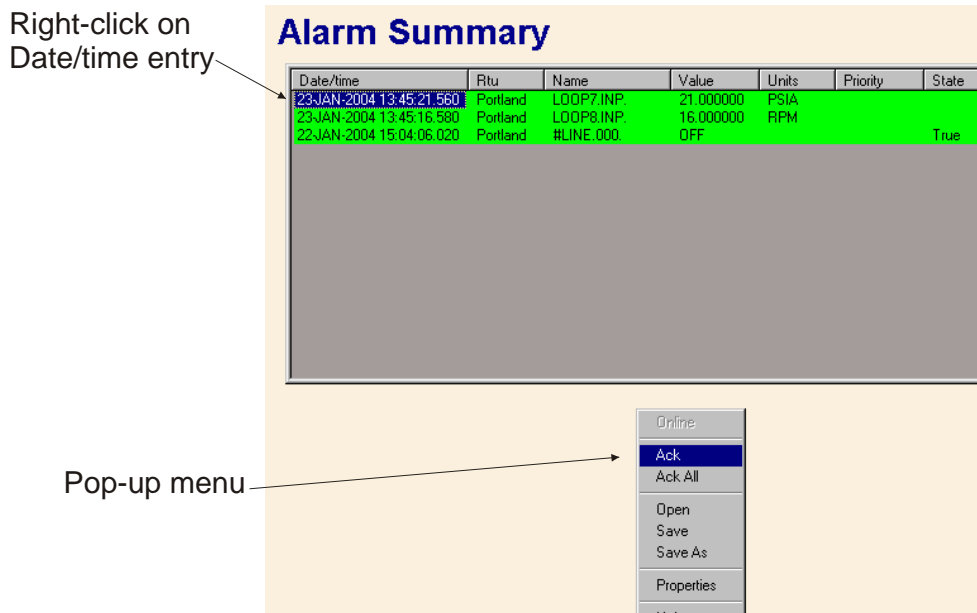 Right-click on
Date/time entry
Alarm Summary
Date/time Rtu Name Value Units Priority State
23-JAN-2004 13:45:21.560 Portland LOOP7.INP. 21.000000 PSIA
23-JAN-2004 13:45:16.580 Portland LOOP8.INP. 16.000000 RPM
22-JAN-2004 15:04:06.020 Portland #LINE.000. OFF True
Online
Pop-up menu
Ack
Ack All
Open
Save
Save As
Properties